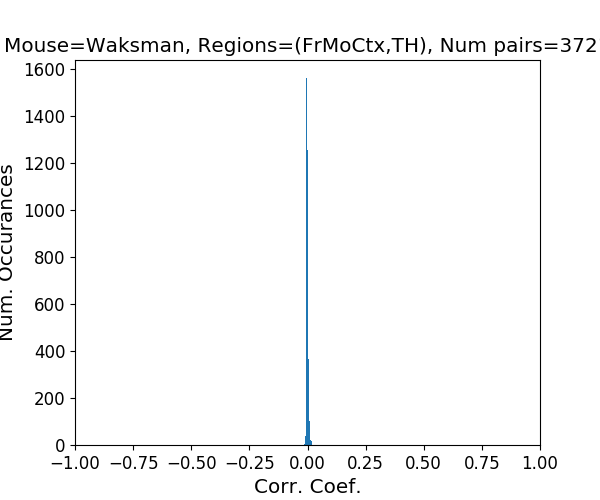 Mouse=Waksman, Regions=(FrMoCtx,TH), Num pairs=372
1600
1400
1200
1000
800
600
400
200
0
Num. Occurances
−1.00 −0.75 −0.50 −0.25 0.00 0.25 0.50 0.75 1.00
Corr. Coef.